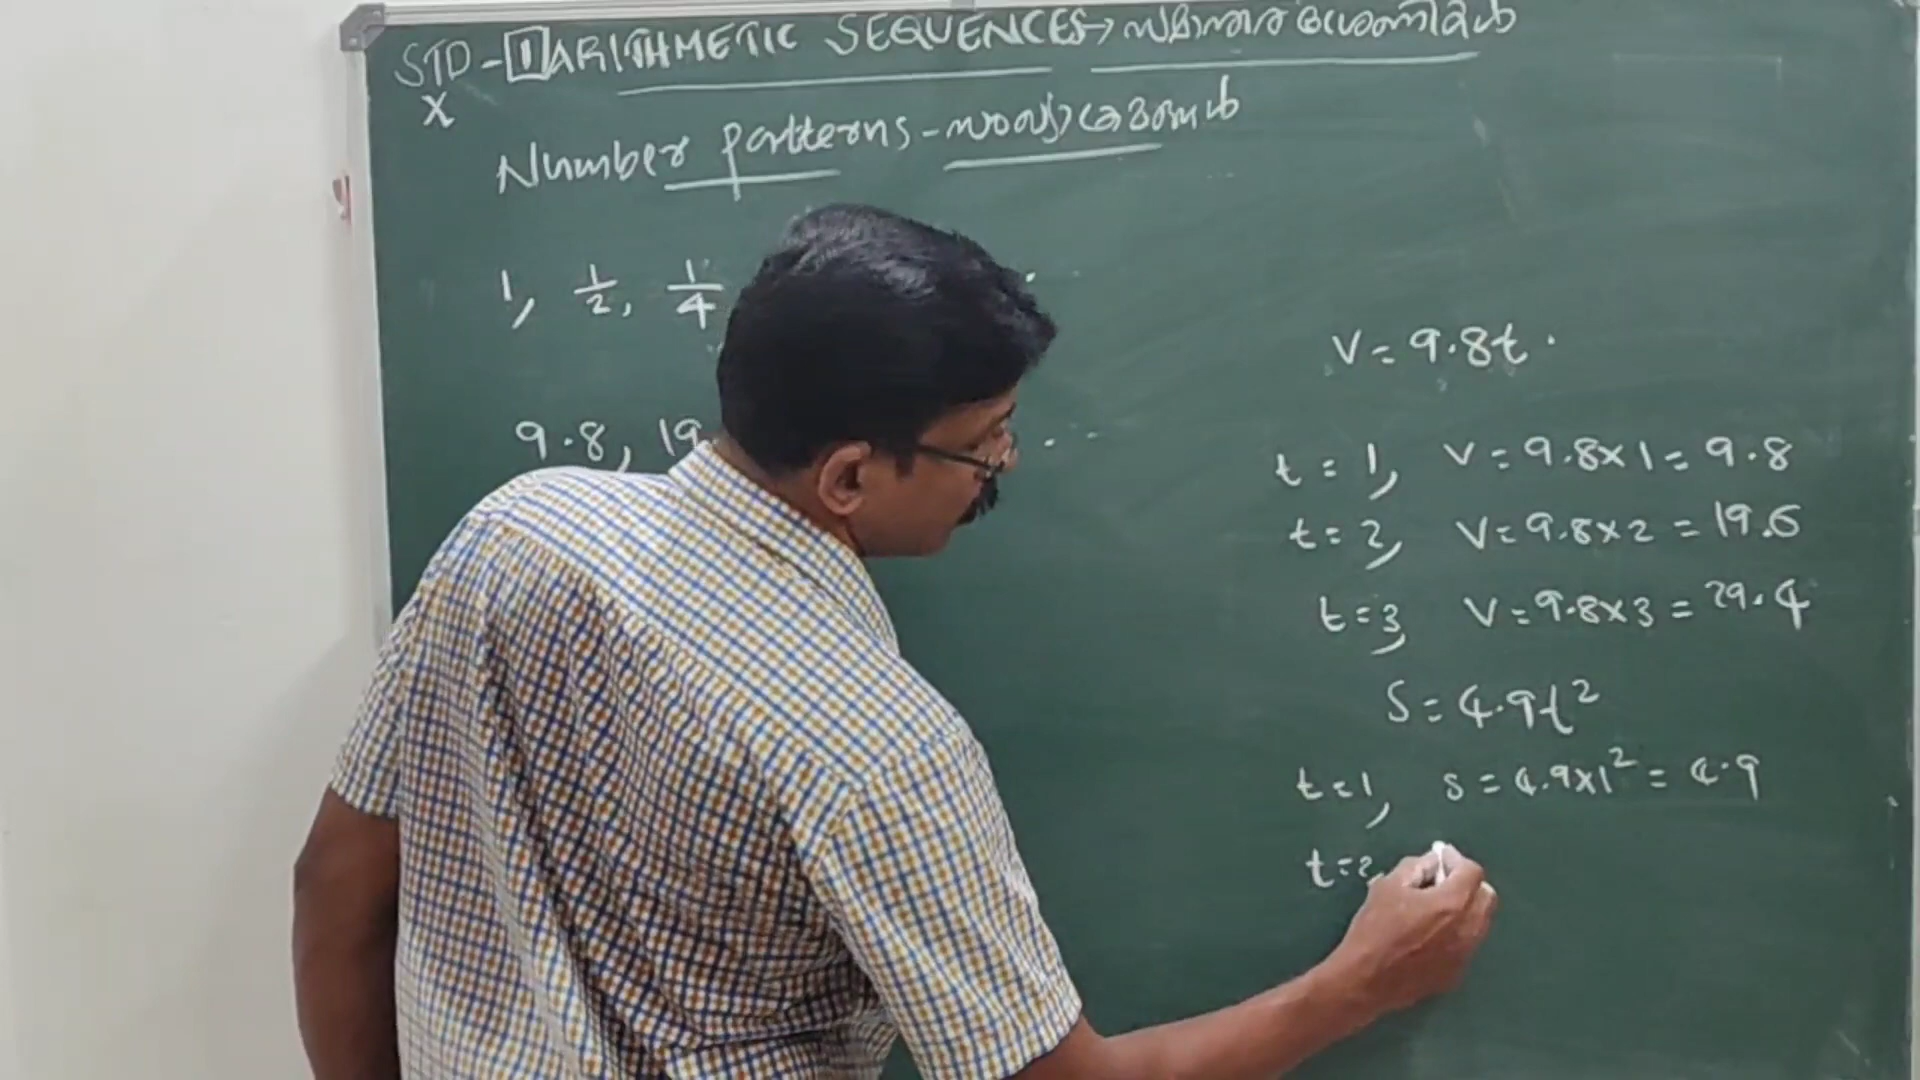 STD - 1 ARITHMETIC SEQUENCES → സമാന്തര ശ്രേണികൾ
X
Number patterns - സംഖ്യാക്രമങ്ങൾ
1, 1/2, 1/4
9.8, 19
V = 9.8t.
t = 1, V = 9.8×1 = 9.8
t = 2, V = 9.8×2 = 19.6
t = 3, V = 9.8×3 = 29.4
S = 4.9t²
t = 1, s = 4.9×1² = 4.9
t = 2,